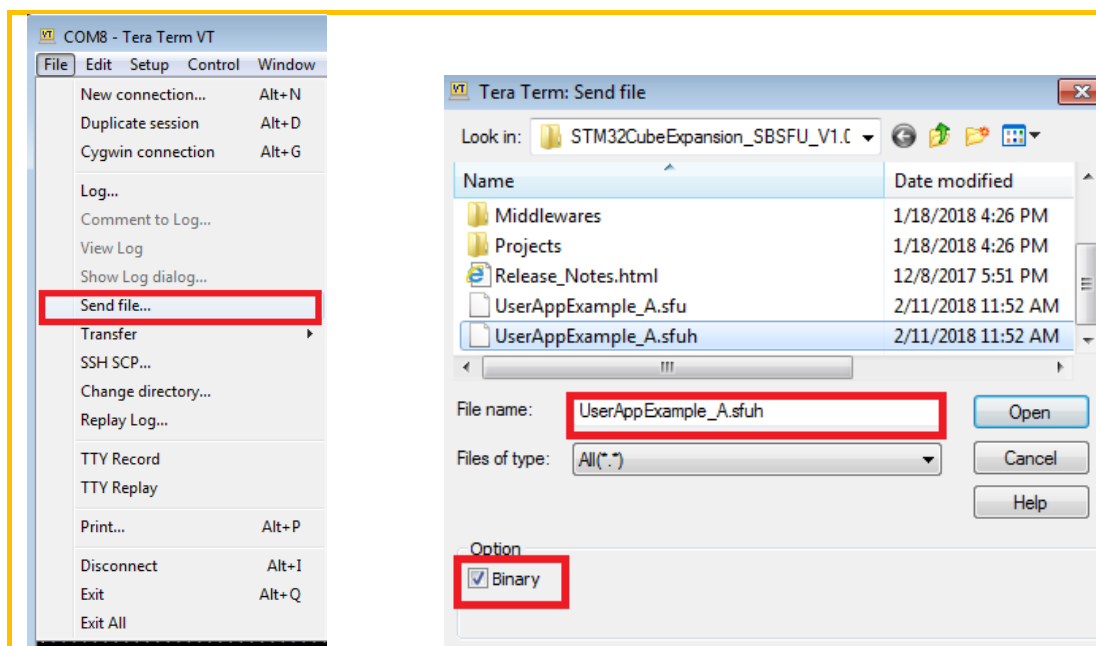 COM8 - Tera Term VT
File Edit Setup Control Window
New connection... Alt+N
Duplicate session Alt+D
Cygwin connection Alt+G
Log...
Comment to Log...
View Log
Show Log dialog...
Send file...
Transfer
SSH SCP...
Change directory...
Replay Log...
TTY Record
TTY Replay
Print... Alt+P
Disconnect Alt+I
Exit Alt+Q
Exit All
Tera Term: Send file
Look in: STM32CubeExpansion_SBSFU_V1.0
Name Date modified
Middlewares 1/18/2018 4:26 PM
Projects 1/18/2018 4:26 PM
Release_Notes.html 12/8/2017 5:51 PM
UserAppExample_A.sfu 2/11/2018 11:52 AM
UserAppExample_A.sfuh 2/11/2018 11:52 AM
File name: UserAppExample_A.sfuh Open
Files of type: All(*.*) Cancel
Help
Option
Binary